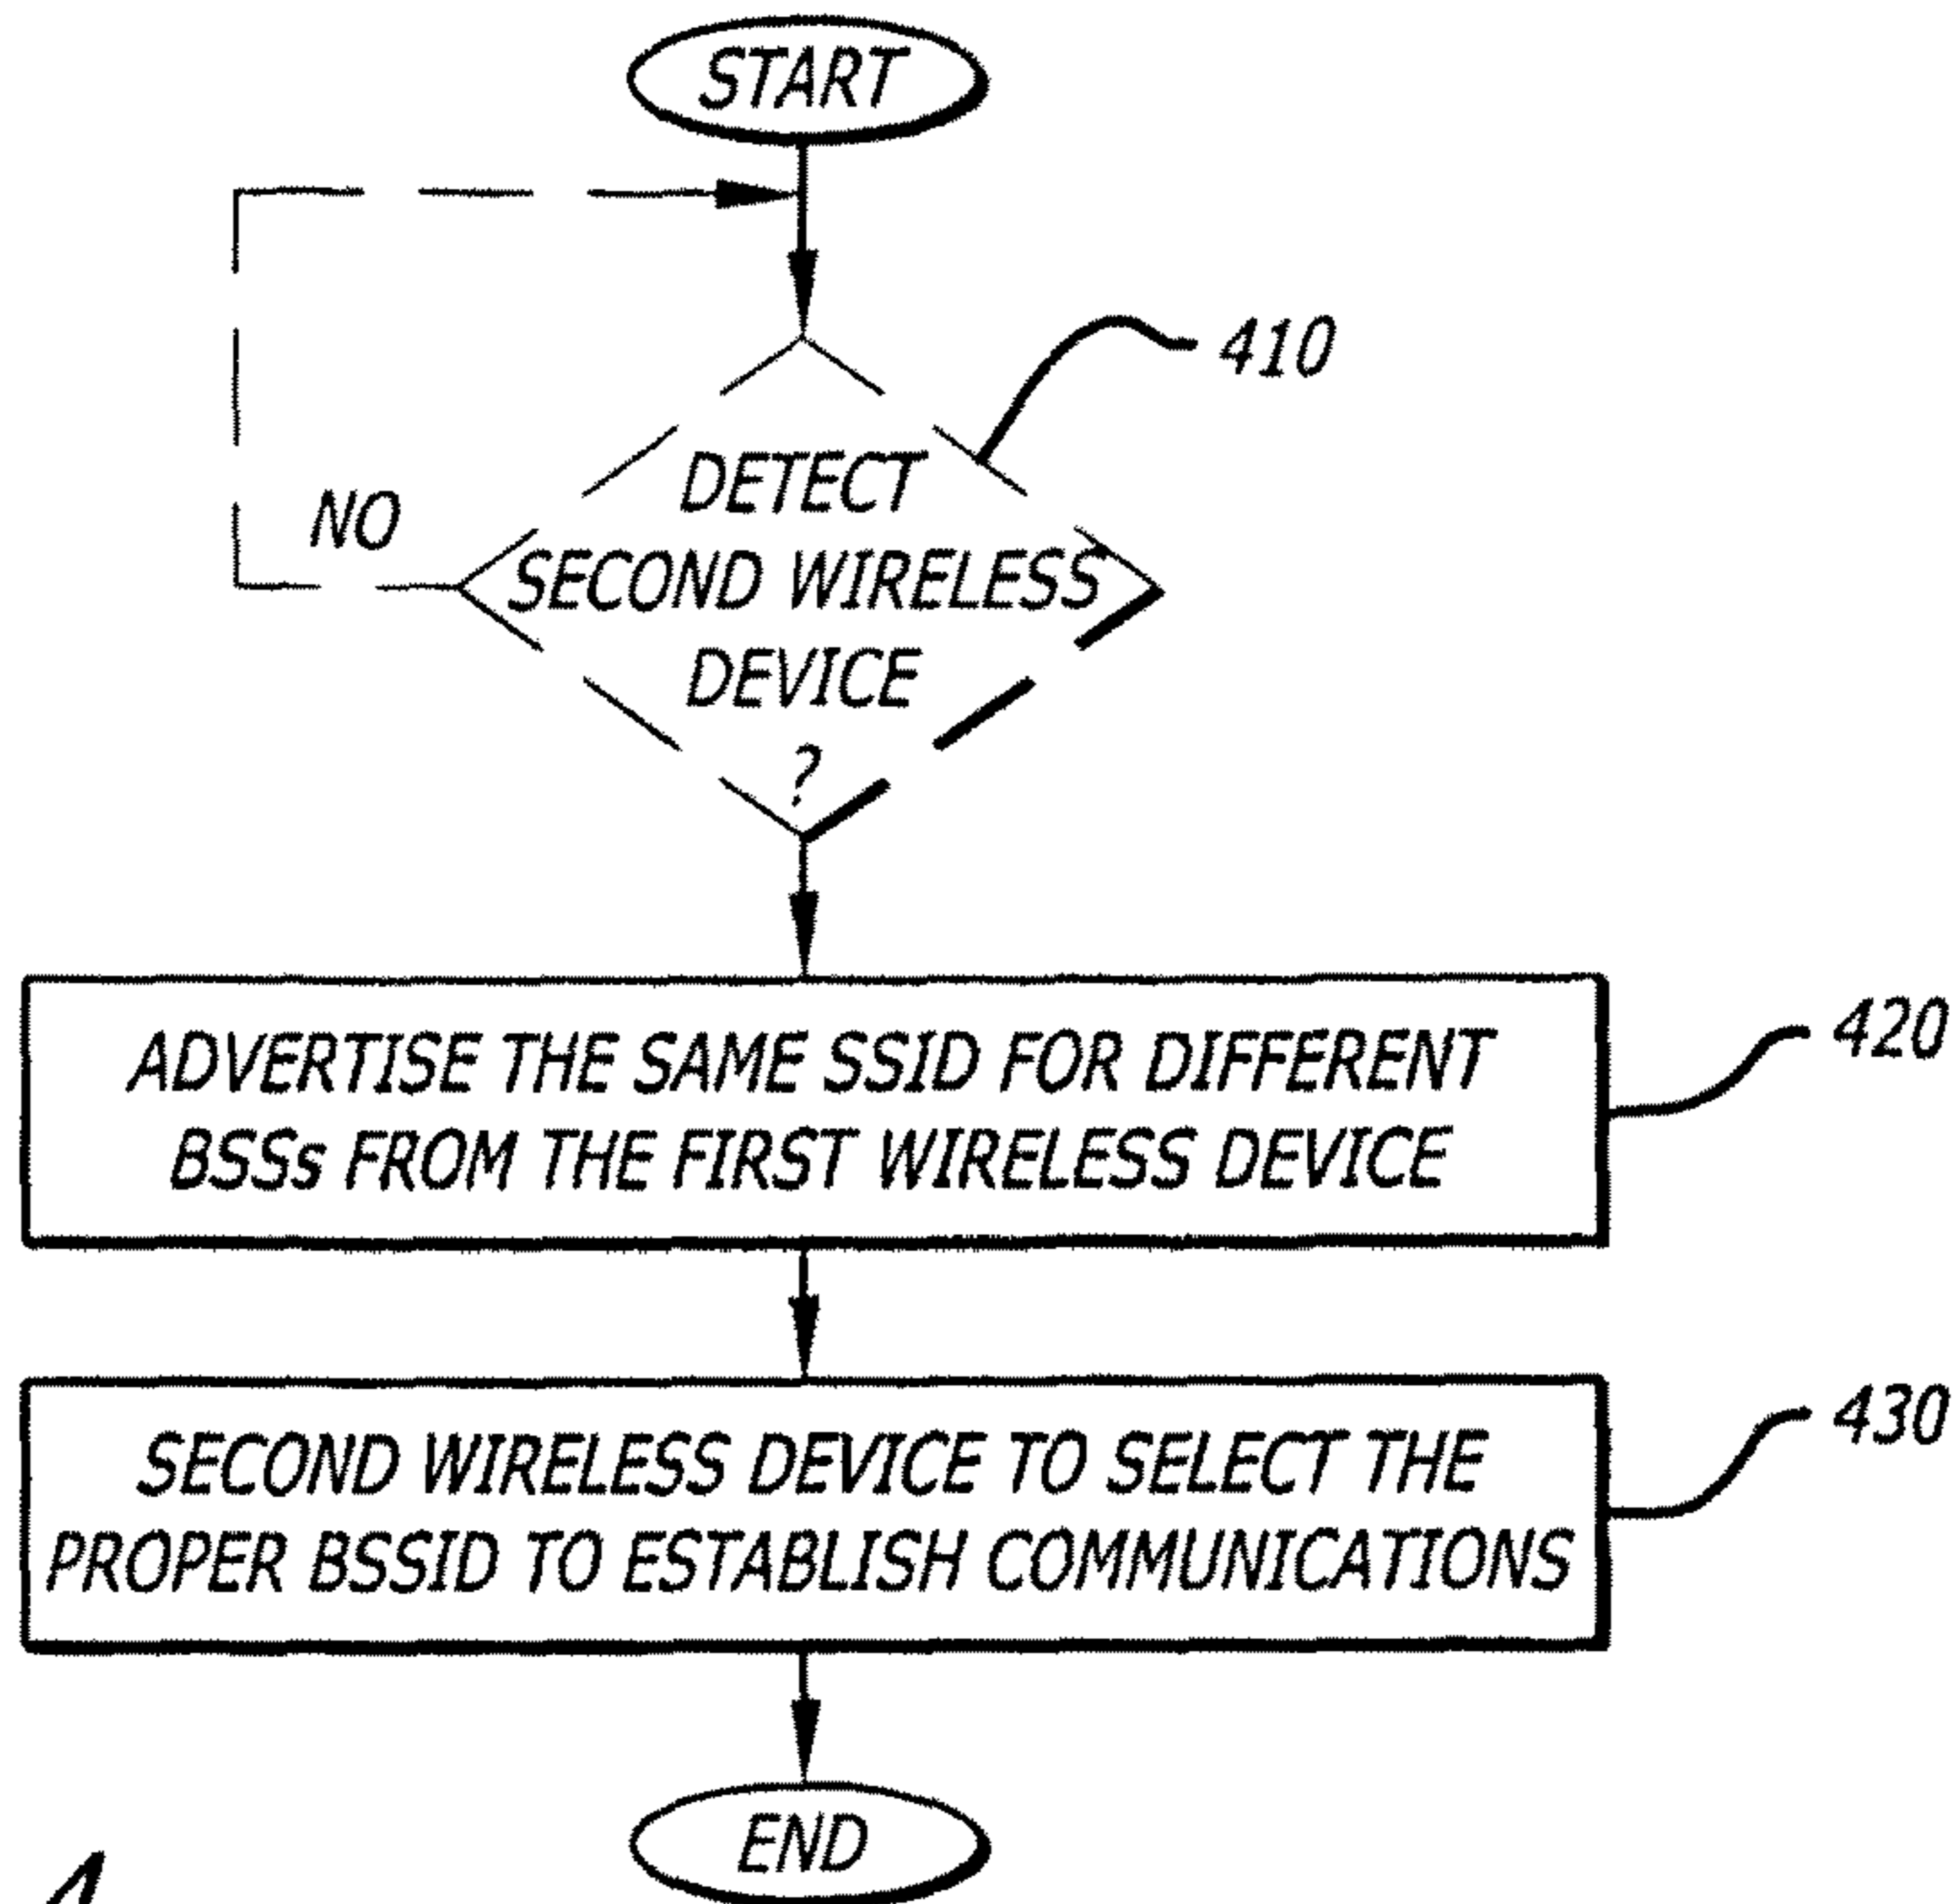 START
410
DETECT
NO
SECOND WIRELESS
DEVICE
?
ADVERTISE THE SAME SSID FOR DIFFERENT
BSSs FROM THE FIRST WIRELESS DEVICE
420
SECOND WIRELESS DEVICE TO SELECT THE
PROPER BSSID TO ESTABLISH COMMUNICATIONS
430
END